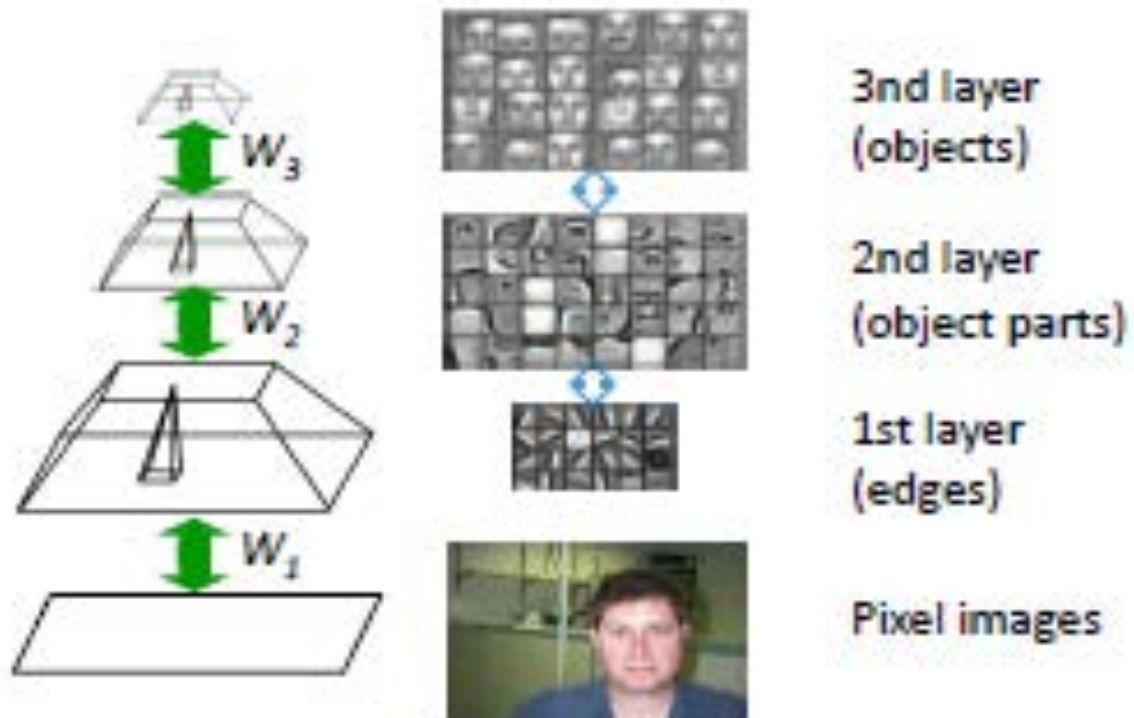 3nd layer
(objects)
W3
2nd layer
(object parts)
W2
1st layer
(edges)
W1
Pixel images